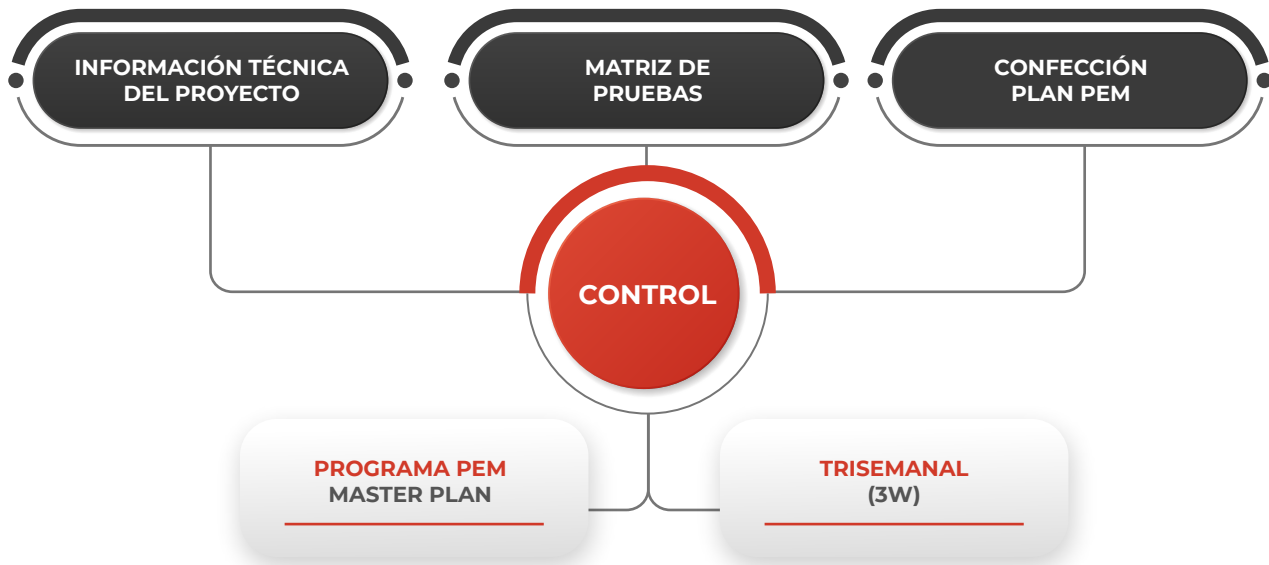 INFORMACIÓN TÉCNICA
DEL PROYECTO
MATRIZ DE
PRUEBAS
CONFECCIÓN
PLAN PEM
CONTROL
PROGRAMA PEM
MASTER PLAN
TRISEMANAL
(3W)